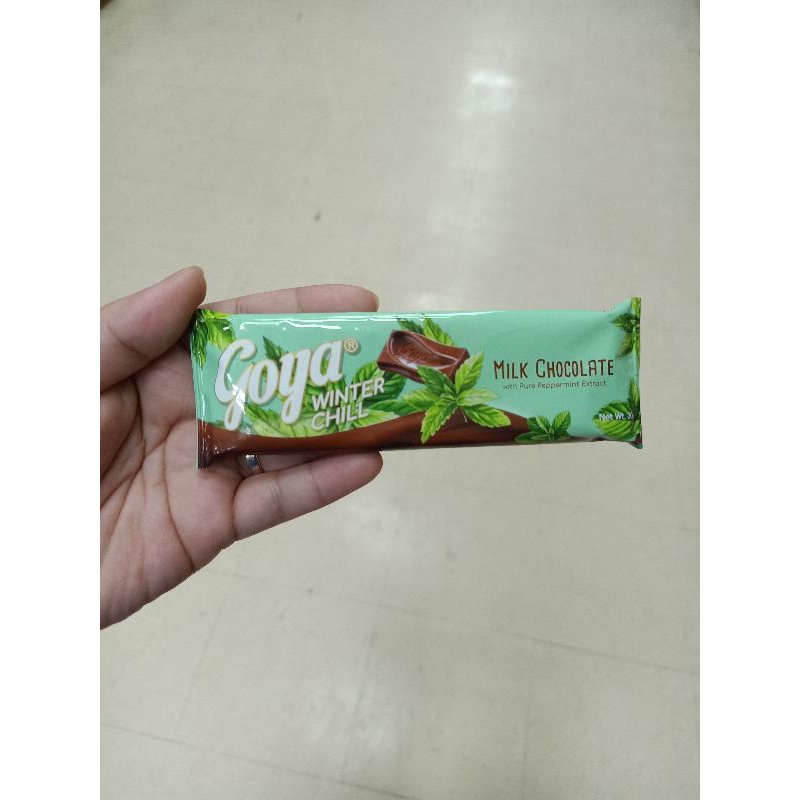 Goya®
WINTER
CHILL
MILK CHOCOLATE
with Pure Peppermint Extract
Net Wt.